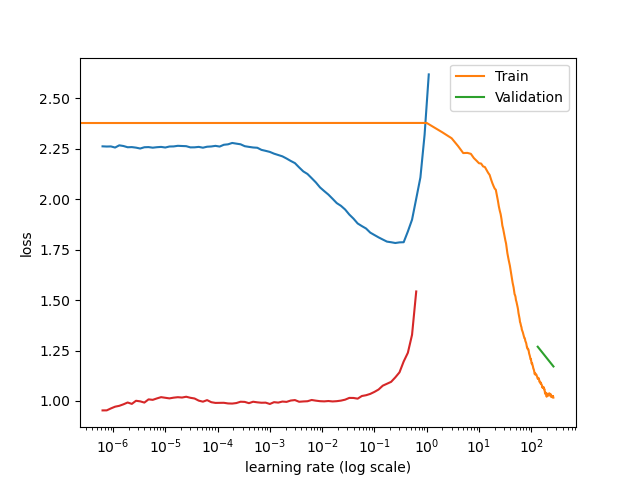 Train
Validation
2.50
2.25
2.00
1.75
1.50
1.25
1.00
loss
10⁻⁶ 10⁻⁵ 10⁻⁴ 10⁻³ 10⁻² 10⁻¹ 10⁰ 10¹ 10²
learning rate (log scale)